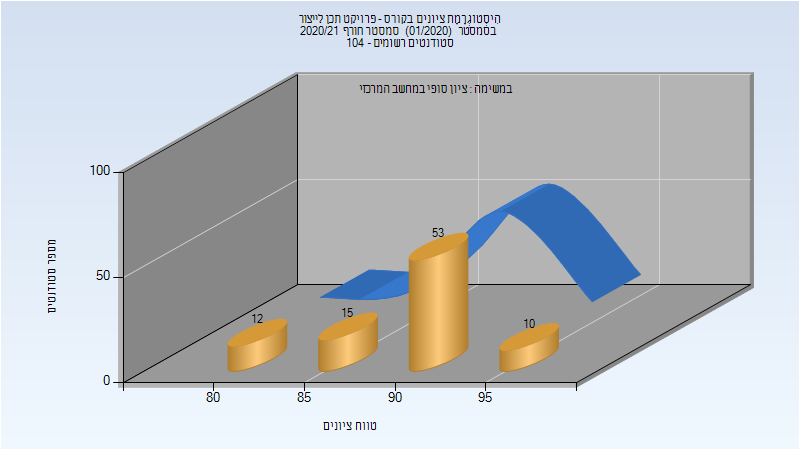 היסטוגרמת ציונים בקורס - פרויקט תכן לייצור
בסמסטר (01/2020) סמסטר חורף 2020/21
סטודנטים רשומים - 104
במשימה : ציון סופי במחשב המרכזי
מספר סטודנטים
100
50
0
12
15
53
10
80
85
90
95
טווח ציונים